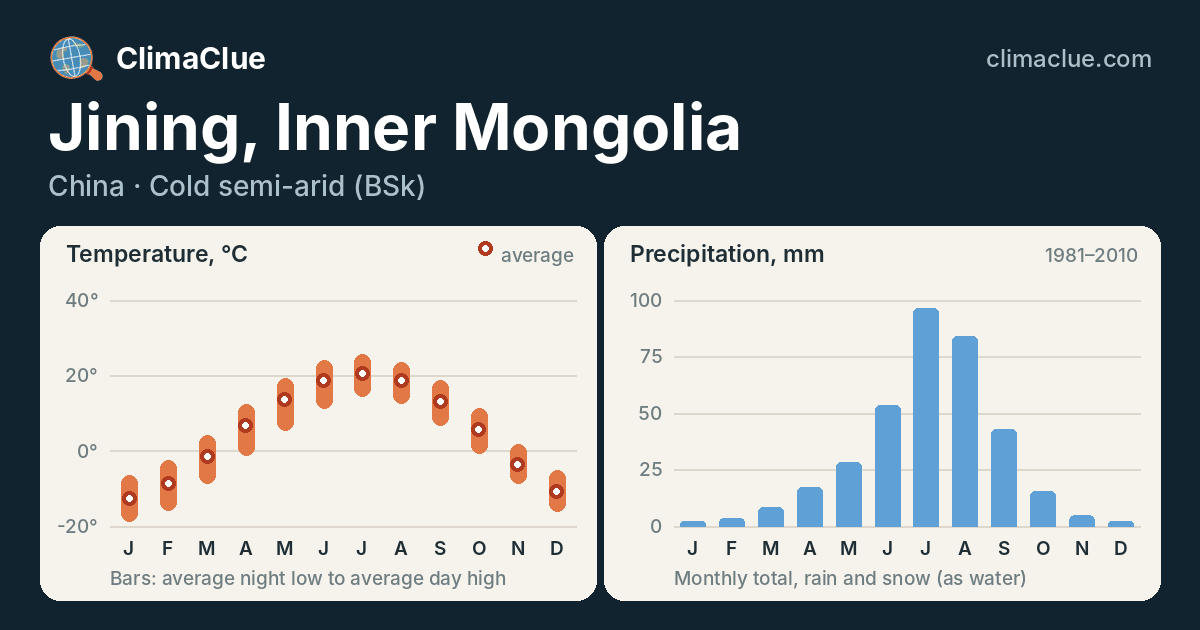 ClimaClue
climaclue.com
Jining, Inner Mongolia
China · Cold semi-arid (BSk)
Temperature, °C
average
40°
20°
0°
-20°
J F M A M J J A S O N D
Bars: average night low to average day high
Precipitation, mm
1981–2010
100
75
50
25
0
J F M A M J J A S O N D
Monthly total, rain and snow (as water)